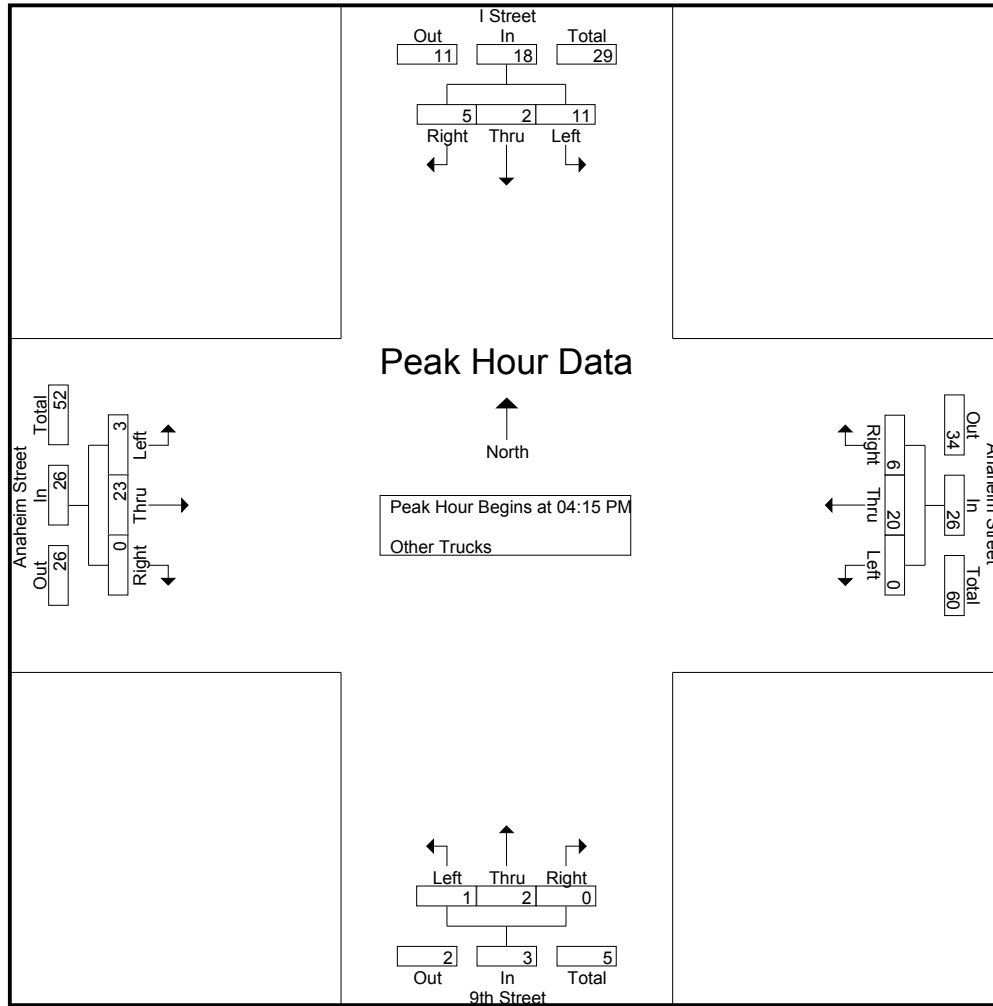 I Street
Out In Total
11 18 29
5 2 11
Right Thru Left
Peak Hour Data
North
Peak Hour Begins at 04:15 PM
Other Trucks
Anaheim Street
Total In Out
52 26 26
3 23 0
Left Thru Right
Anaheim Street
Out In Total
34 26 60
6 20 0
Right Thru Left
Left Thru Right
1 2 0
2 3 5
Out In Total
9th Street